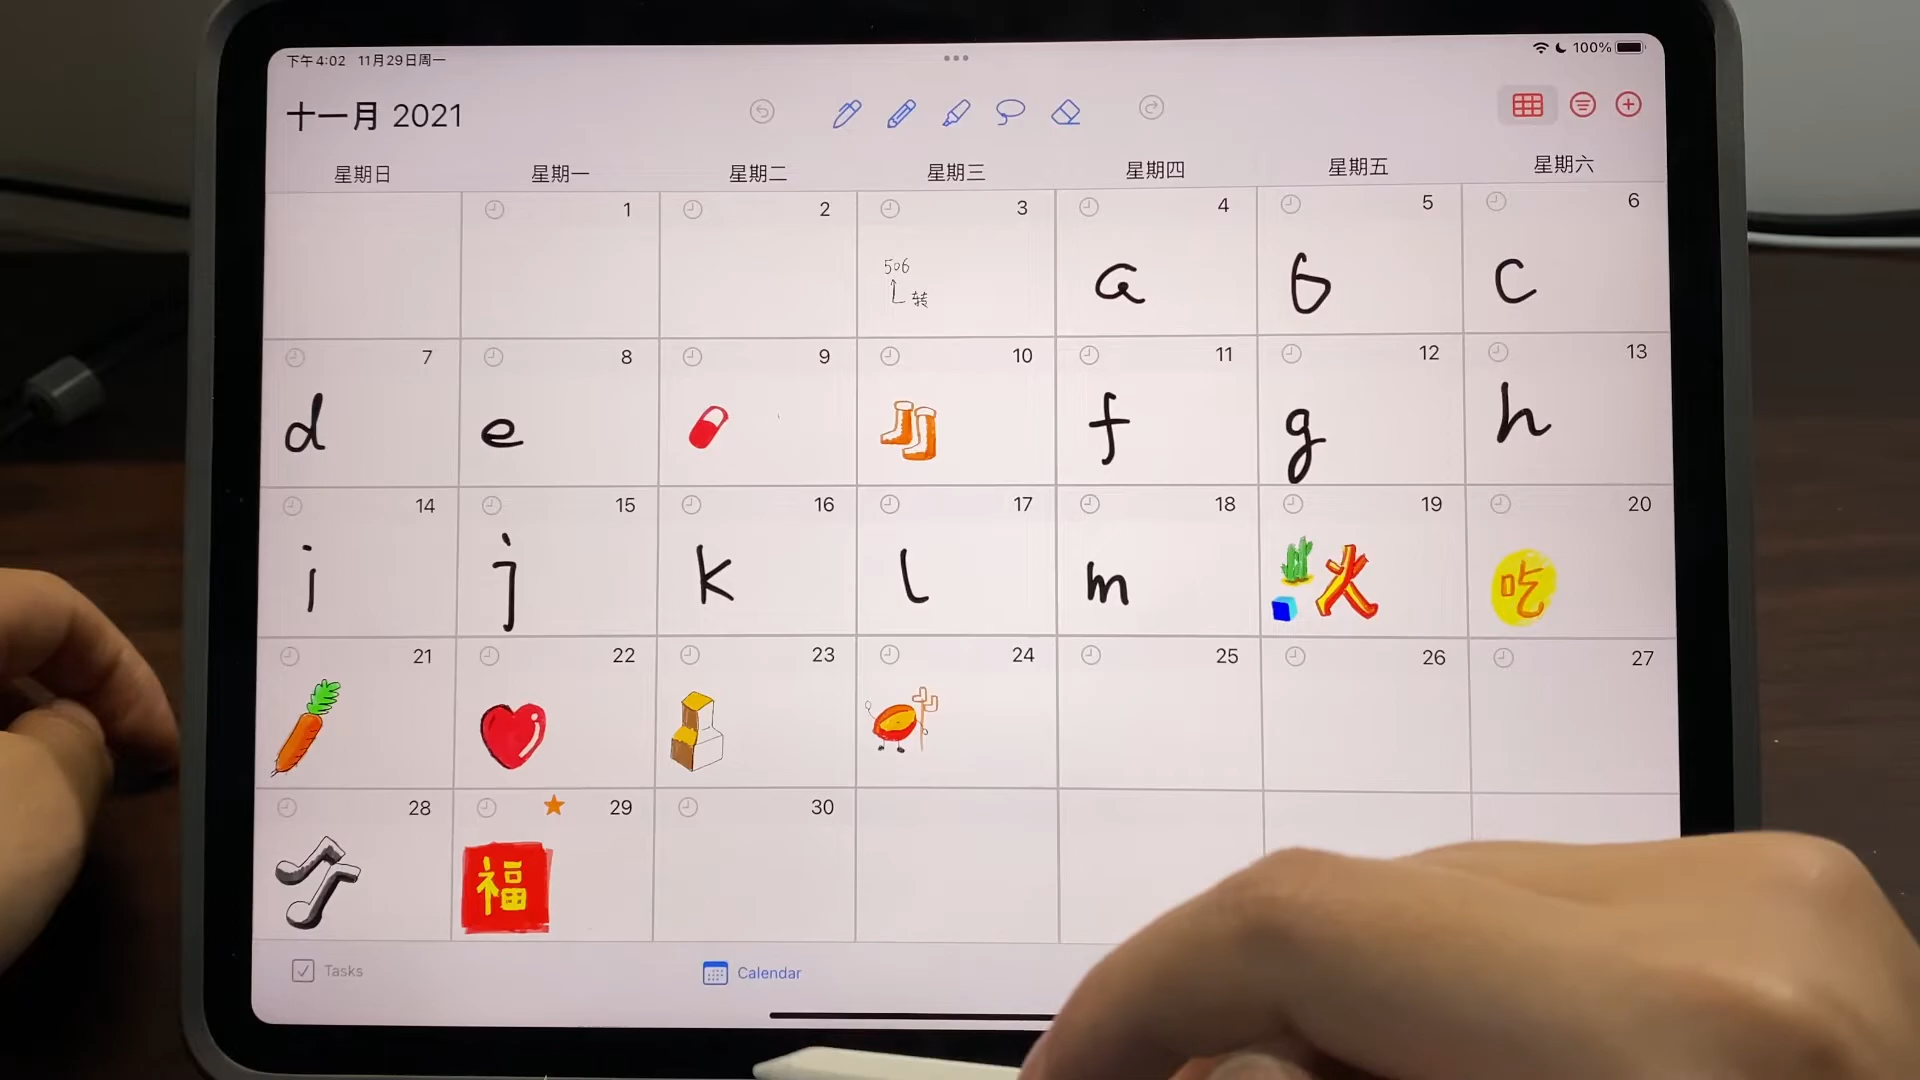 下午4:02 11月29日周一
100%
十一月 2021
星期日 星期一 星期二 星期三 星期四 星期五 星期六
1 2 3 4 5 6
506
转
a b c
7 8 9 10 11 12 13
d e f g h
14 15 16 17 18 19 20
i j k l m 火 吃
21 22 23 24 25 26 27
28 29 30
福
Tasks Calendar